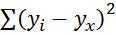 ∑(yᵢ − yₓ)²